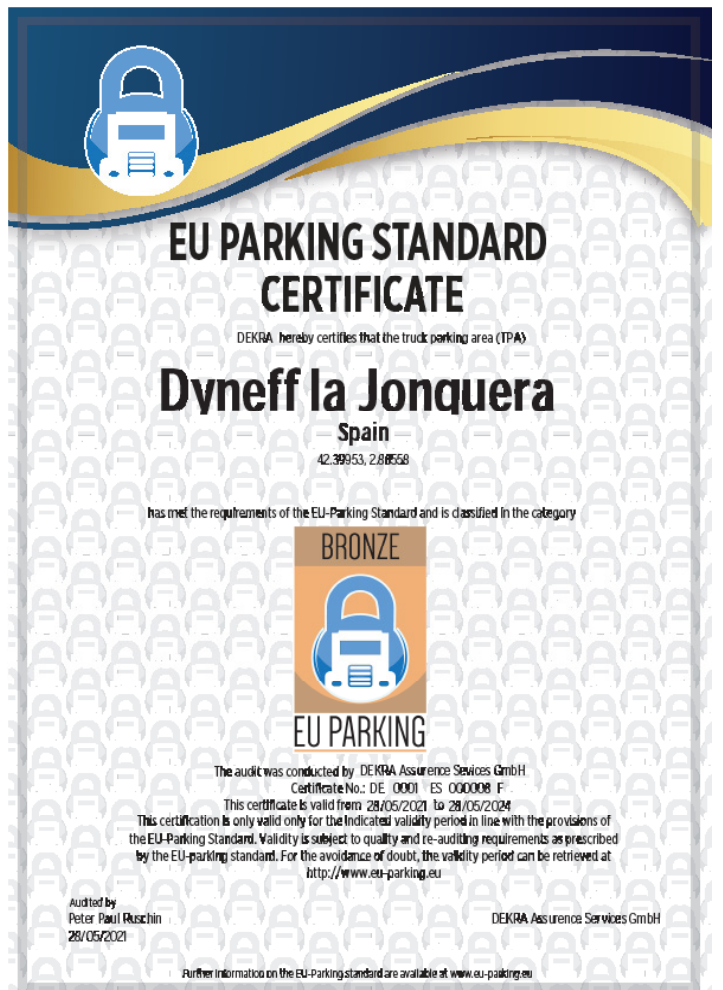 EU PARKING STANDARD
CERTIFICATE
DEKRA hereby certifies that the truck parking area (TPA)
Dyneff la Jonquera
Spain
has met the requirements of the EU-Parking Standard and is classified in the category
BRONZE
EU PARKING
The audit was conducted by DEKRA Assurence Sevices GmbH
Certificate No.: DE 0001 ES 000008 F
This certificate is valid from 28/05/2021 to 28/05/2024
This certification is only valid only for the indicated validity period in line with the provisions of
the EU-Parking Standard. Validity is subject to quality and re-auditing requirements as prescribed
by the EU-parking standard. For the avoidance of doubt, the validity period can be retrieved at
http://www.eu-parking.eu
Audited by
Peter Paul Ruschin
28/05/2021
DEKRA Assurence Services GmbH
Further information on the EU-Parking standard are available at www.eu-parking.eu